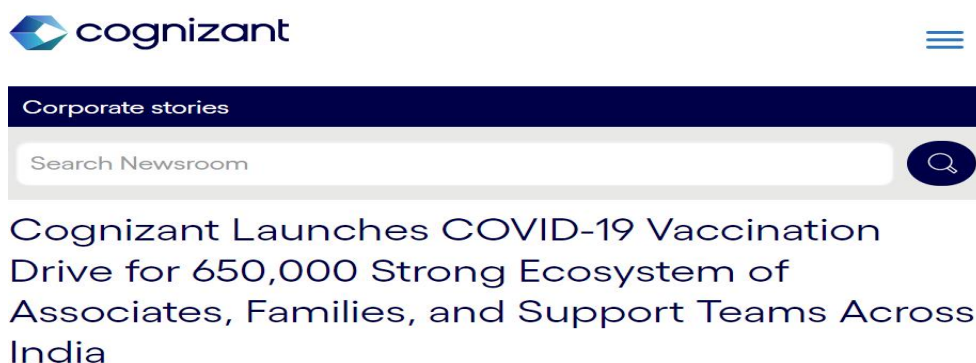 cognizant
Corporate stories
Search Newsroom
Cognizant Launches COVID-19 Vaccination
Drive for 650,000 Strong Ecosystem of
Associates, Families, and Support Teams Across
India